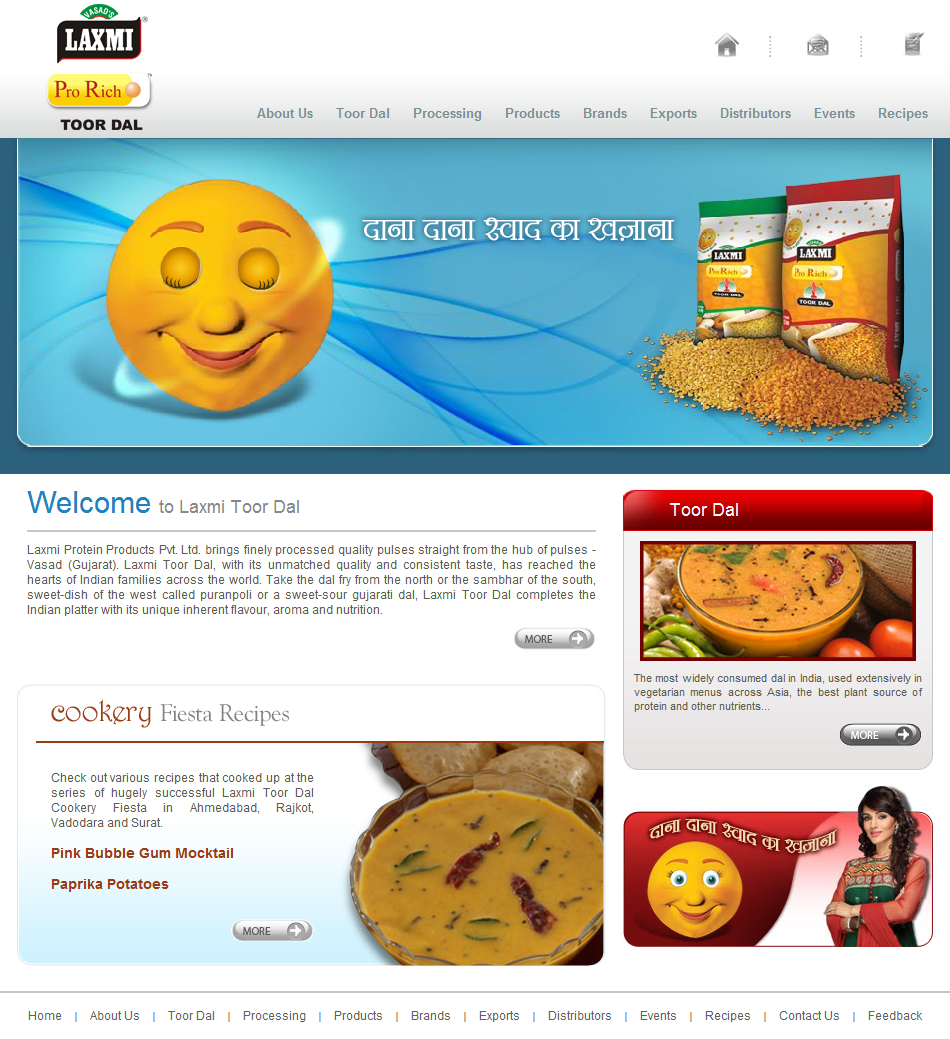 VASAD'S
LAXMI
®
Pro Rich
TOOR DAL
About Us Toor Dal Processing Products Brands Exports Distributors Events Recipes
दाना दाना स्वाद का खज़ाना
LAXMI
Pro Rich
TOOR DAL
LAXMI
Pro Rich
TOOR DAL
Welcome to Laxmi Toor Dal
Laxmi Protein Products Pvt. Ltd. brings finely processed quality pulses straight from the hub of pulses -
Vasad (Gujarat). Laxmi Toor Dal, with its unmatched quality and consistent taste, has reached the
hearts of Indian families across the world. Take the dal fry from the north or the sambhar of the south,
sweet-dish of the west called puranpoli or a sweet-sour gujarati dal, Laxmi Toor Dal completes the
Indian platter with its unique inherent flavour, aroma and nutrition.
MORE
Toor Dal
The most widely consumed dal in India, used extensively in
vegetarian menus across Asia, the best plant source of
protein and other nutrients...
MORE
cookery Fiesta Recipes
Check out various recipes that cooked up at the
series of hugely successful Laxmi Toor Dal
Cookery Fiesta in Ahmedabad, Rajkot,
Vadodara and Surat.
Pink Bubble Gum Mocktail
Paprika Potatoes
MORE
दाना दाना स्वाद का खज़ाना
Home | About Us | Toor Dal | Processing | Products | Brands | Exports | Distributors | Events | Recipes | Contact Us | Feedback